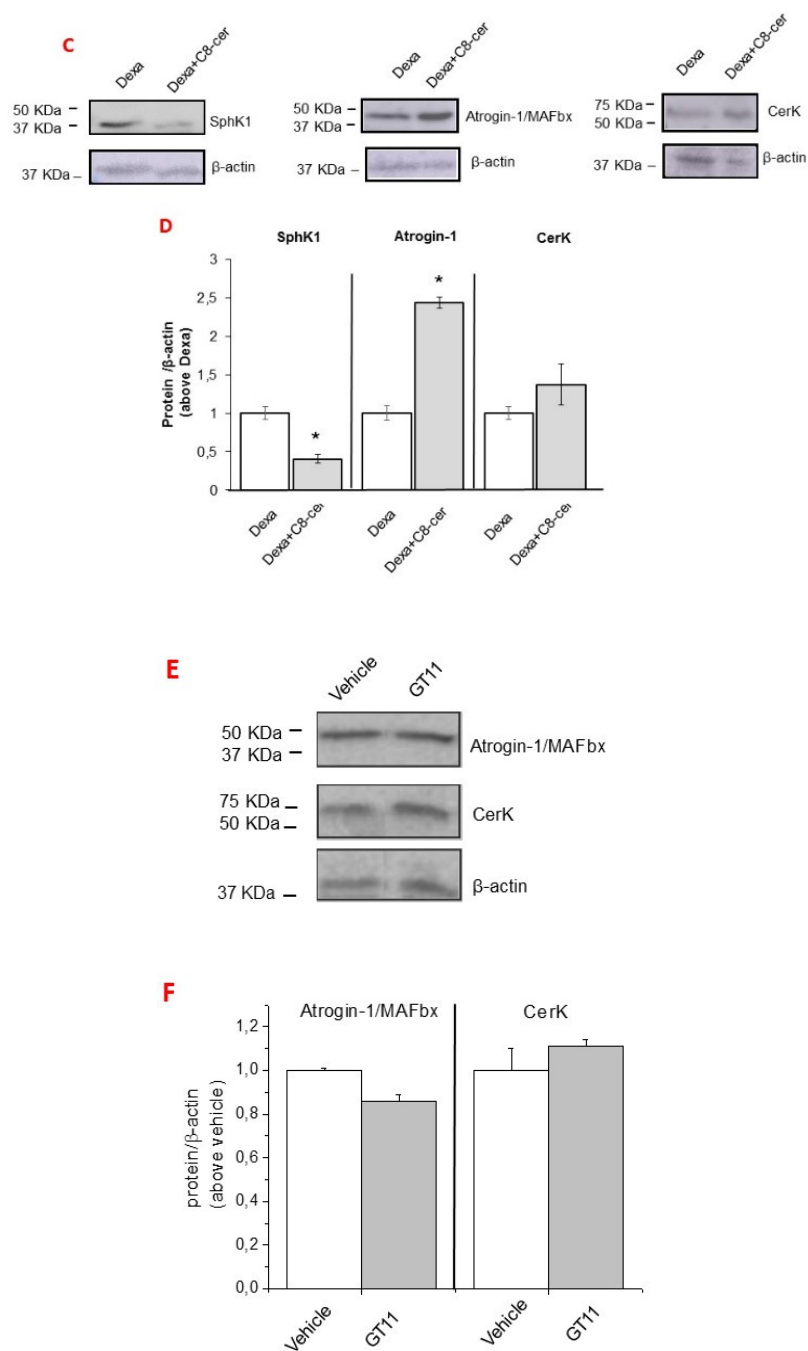 C
Dexa
Dexa+C8-cer
50 KDa
37 KDa
SphK1
37 KDa
β-actin
Dexa
Dexa+C8-cer
50 KDa
37 KDa
Atrogin-1/MAFbx
37 KDa
β-actin
Dexa
Dexa+C8-cer
75 KDa
50 KDa
CerK
37 KDa
β-actin
D
SphK1
Atrogin-1
CerK
Protein /β-actin
(above Dexa)
3
2,5
2
1,5
1
0,5
0
*
*
Dexa
Dexa+C8-cer
Dexa
Dexa+C8-cer
Dexa
Dexa+C8-cer
E
Vehicle
GT11
50 KDa
37 KDa
Atrogin-1/MAFbx
75 KDa
50 KDa
CerK
37 KDa
β-actin
F
Atrogin-1/MAFbx
CerK
protein/β-actin
(above vehicle)
1,2
1,0
0,8
0,6
0,4
0,2
0,0
Vehicle
GT11
Vehicle
GT11